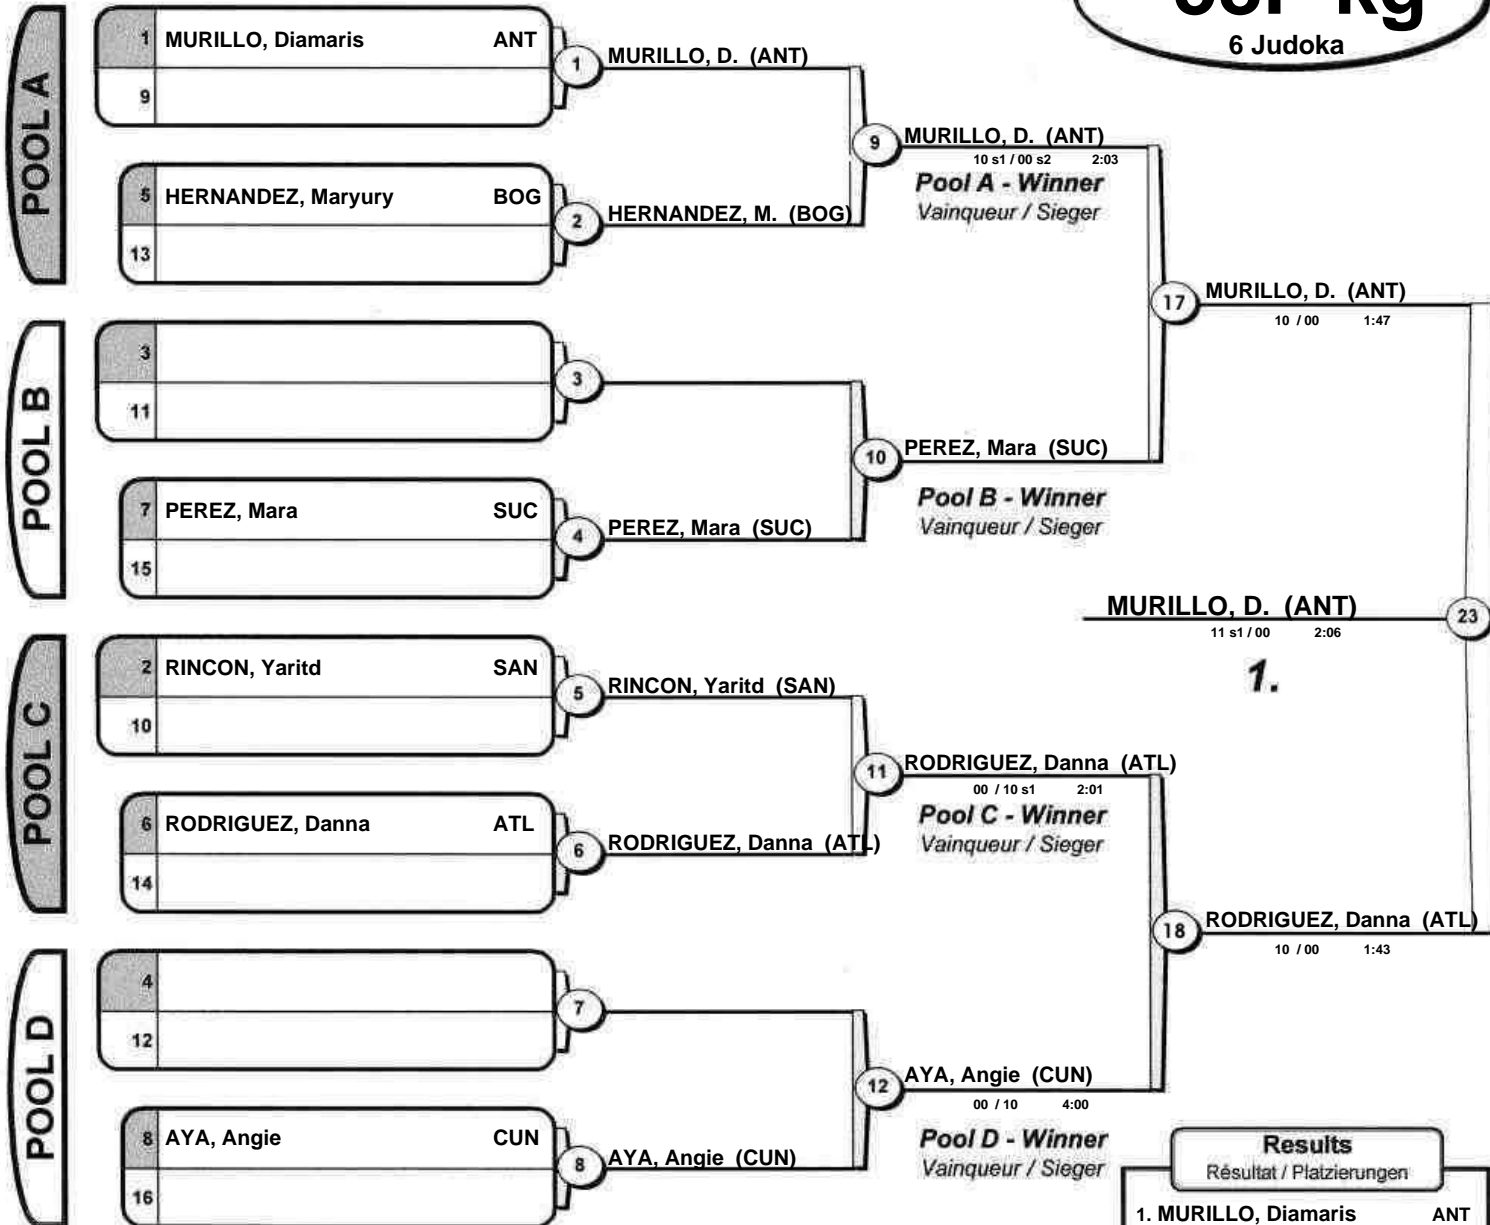 kg
6 Judoka
POOL A
1 MURILLO, Diamaris ANT
9
1 MURILLO, D. (ANT)
5 HERNANDEZ, Maryury BOG
13
2 HERNANDEZ, M. (BOG)
9 MURILLO, D. (ANT)
10 s1 / 00 s2 2:03
Pool A - Winner
Vainqueur / Sieger
POOL B
3
11
3
7 PEREZ, Mara SUC
15
4 PEREZ, Mara (SUC)
10 PEREZ, Mara (SUC)
Pool B - Winner
Vainqueur / Sieger
17 MURILLO, D. (ANT)
10 / 00 1:47
MURILLO, D. (ANT) 23
11 s1 / 00 2:06
1.
POOL C
2 RINCON, Yaritd SAN
10
5 RINCON, Yaritd (SAN)
6 RODRIGUEZ, Danna ATL
14
6 RODRIGUEZ, Danna (ATL)
11 RODRIGUEZ, Danna (ATL)
00 / 10 s1 2:01
Pool C - Winner
Vainqueur / Sieger
18 RODRIGUEZ, Danna (ATL)
10 / 00 1:43
POOL D
4
12
7
8 AYA, Angie CUN
16
8 AYA, Angie (CUN)
12 AYA, Angie (CUN)
00 / 10 4:00
Pool D - Winner
Vainqueur / Sieger
Results
Résultat / Platzierungen
1. MURILLO, Diamaris ANT